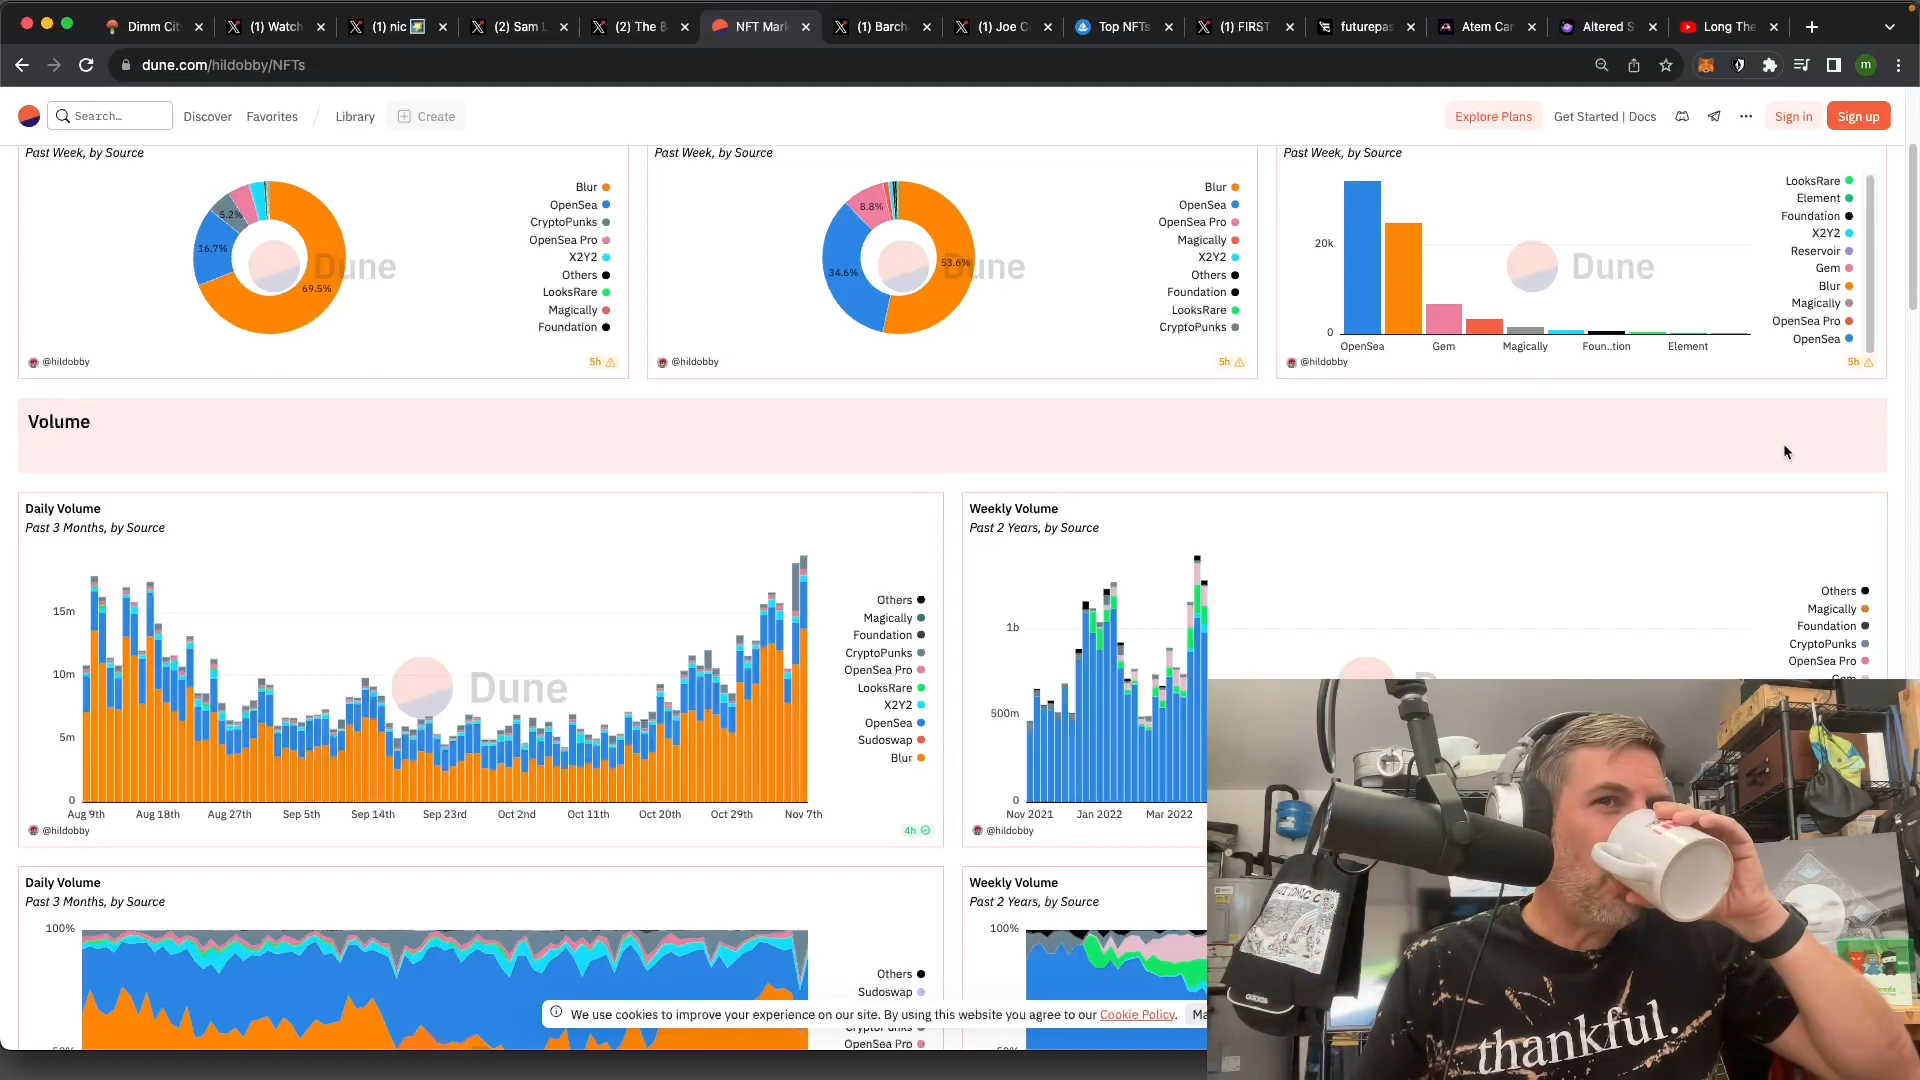 Dimm Cit
(1) Watch
(1) nic
(2) Sam L
(2) The B
NFT Mark
(1) Barch
(1) Joe C
Top NFTs
(1) FIRST
futurepas
Atem Car
Altered S
Long The
dune.com/hildobby/NFTs
m
Search…
Discover
Favorites
Library
Create
Explore Plans
Get Started | Docs
Sign in
Sign up
Past Week, by Source
5.2%
16.7%
69.5%
Dune
Blur
OpenSea
CryptoPunks
OpenSea Pro
X2Y2
Others
LooksRare
Magically
Foundation
@hildobby
5h
Past Week, by Source
8.8%
34.6%
53.6%
Dune
Blur
OpenSea
OpenSea Pro
Magically
X2Y2
Others
Foundation
LooksRare
CryptoPunks
@hildobby
5h
Past Week, by Source
20k
0
Dune
OpenSea
Gem
Magically
Foun..tion
Element
LooksRare
Element
Foundation
X2Y2
Reservoir
Gem
Blur
Magically
OpenSea Pro
OpenSea
@hildobby
5h
Volume
Daily Volume
Past 3 Months, by Source
15m
10m
5m
0
Dune
Aug 9th
Aug 18th
Aug 27th
Sep 5th
Sep 14th
Sep 23rd
Oct 2nd
Oct 11th
Oct 20th
Oct 29th
Nov 7th
Others
Magically
Foundation
CryptoPunks
OpenSea Pro
LooksRare
X2Y2
OpenSea
Sudoswap
Blur
@hildobby
4h
Weekly Volume
Past 2 Years, by Source
1b
500m
0
Nov 2021
Jan 2022
Mar 2022
Others
Magically
Foundation
CryptoPunks
OpenSea Pro
@hildobby
Daily Volume
Past 3 Months, by Source
100%
Others
Sudoswap
OpenSea Pro
Weekly Volume
Past 2 Years, by Source
100%
We use cookies to improve your experience on our site. By using this website you agree to our Cookie Policy.
thankful.